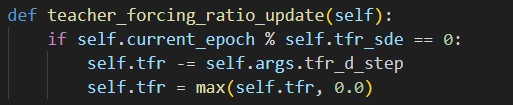 def teacher_forcing_ratio_update(self):
    if self.current_epoch % self.tfr_sde == 0:
        self.tfr -= self.args.tfr_d_step
        self.tfr = max(self.tfr, 0.0)